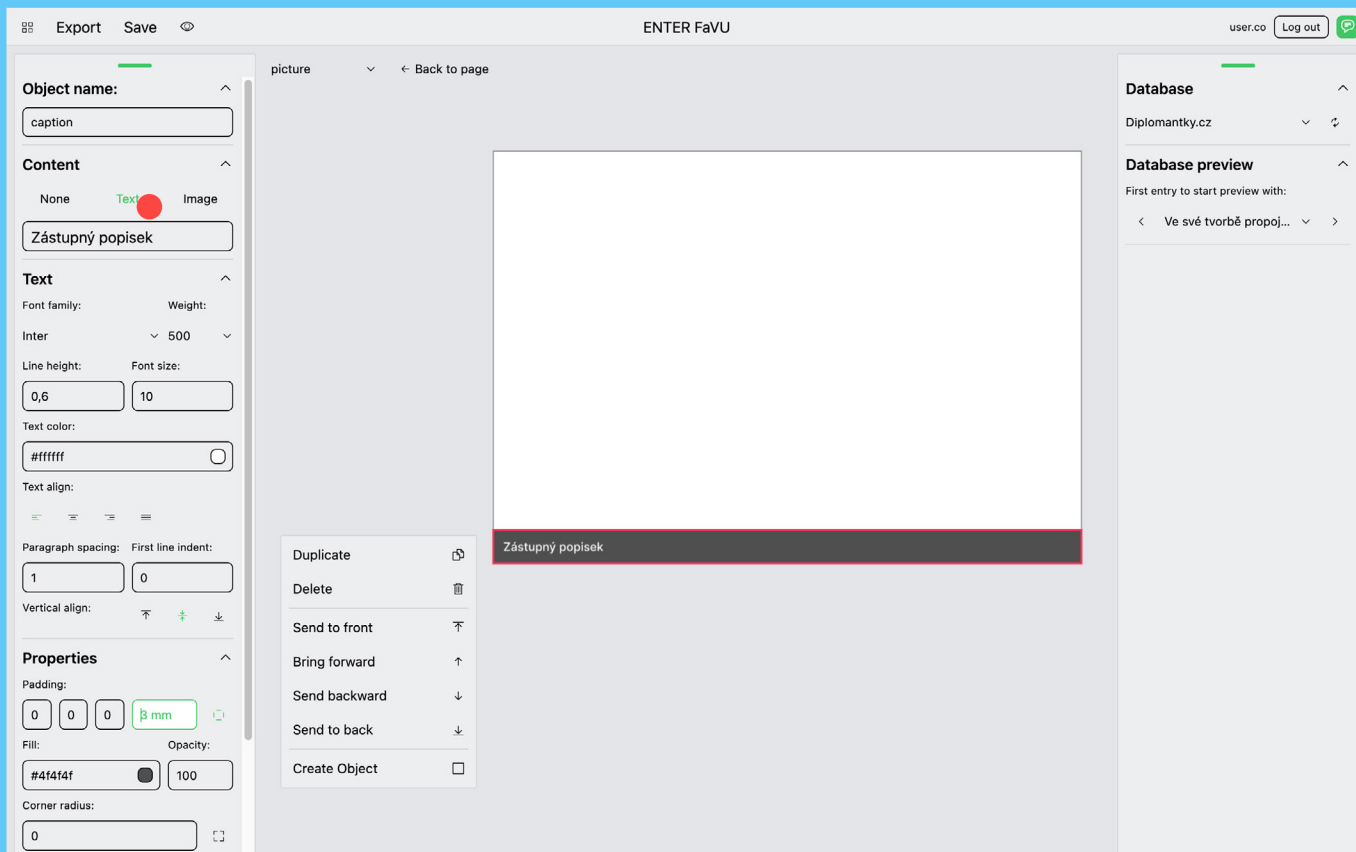 Export Save ENTER FaVU user.co Log out
picture ← Back to page
Object name:
caption
Content
None Text Image
Zástupný popisek
Text
Font family: Weight:
Inter 500
Line height: Font size:
0,6 10
Text color:
#ffffff
Text align:
Paragraph spacing: First line indent:
1 0
Vertical align:
Properties
Padding:
0 0 0 3 mm
Fill: Opacity:
#4f4f4f 100
Corner radius:
0
Duplicate
Delete
Send to front
Bring forward
Send backward
Send to back
Create Object
Zástupný popisek
Database
Diplomantky.cz
Database preview
First entry to start preview with:
Ve své tvorbě propoj...